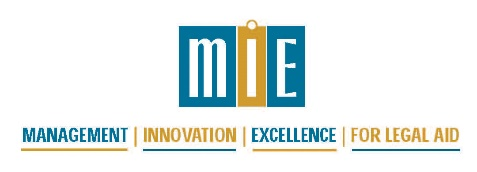 MIE
MANAGEMENT | INNOVATION | EXCELLENCE | FOR LEGAL AID